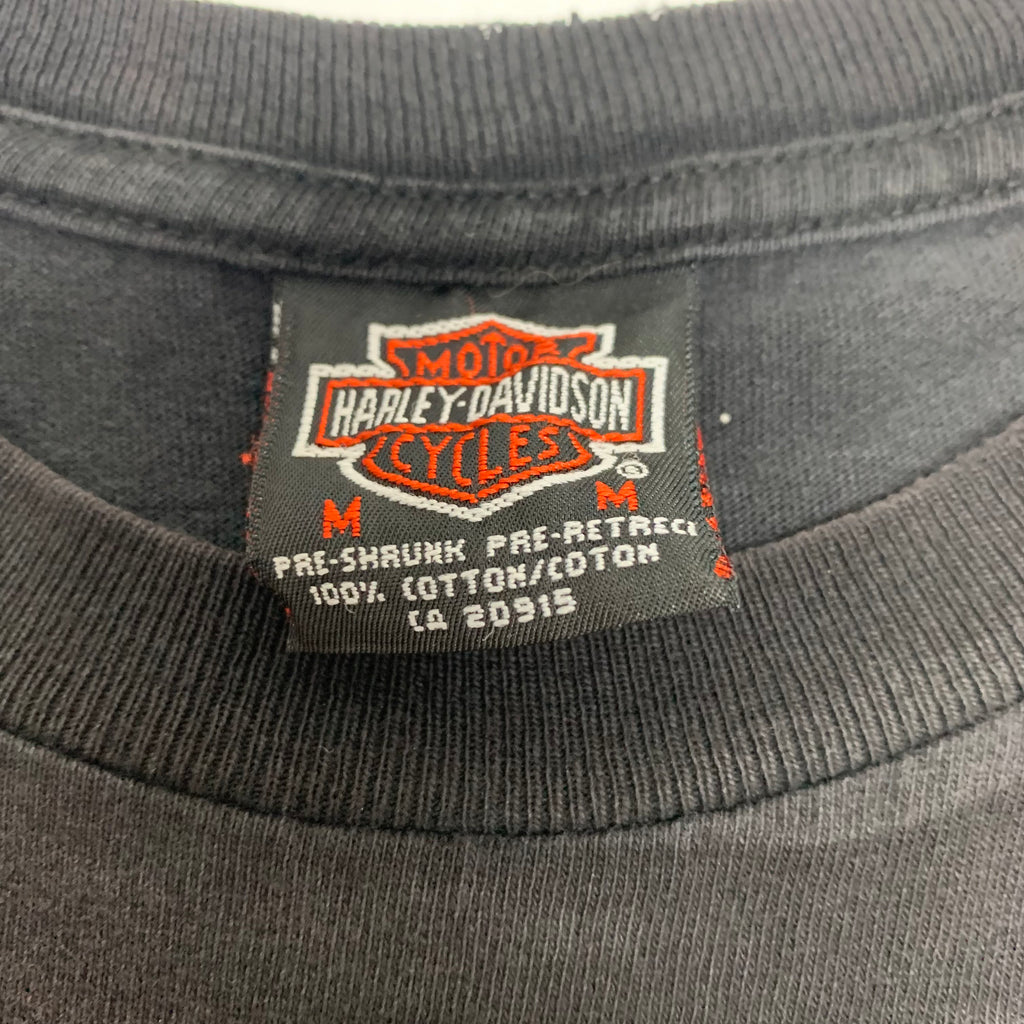 MOTOR
HARLEY-DAVIDSON
CYCLES
®
M M
PRE-SHRUNK PRE-RETRECI
100% COTTON/COTON
CA 20915